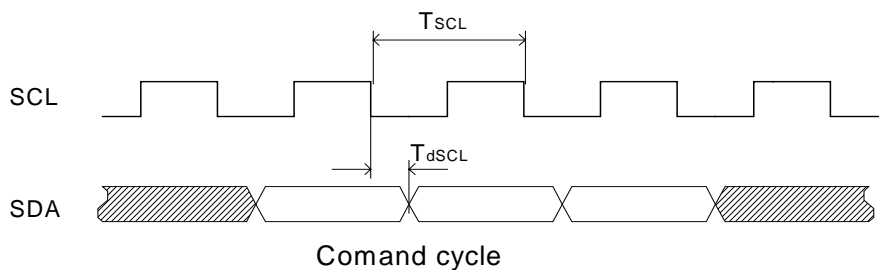 TSCL
SCL
TdSCL
SDA
Comand cycle